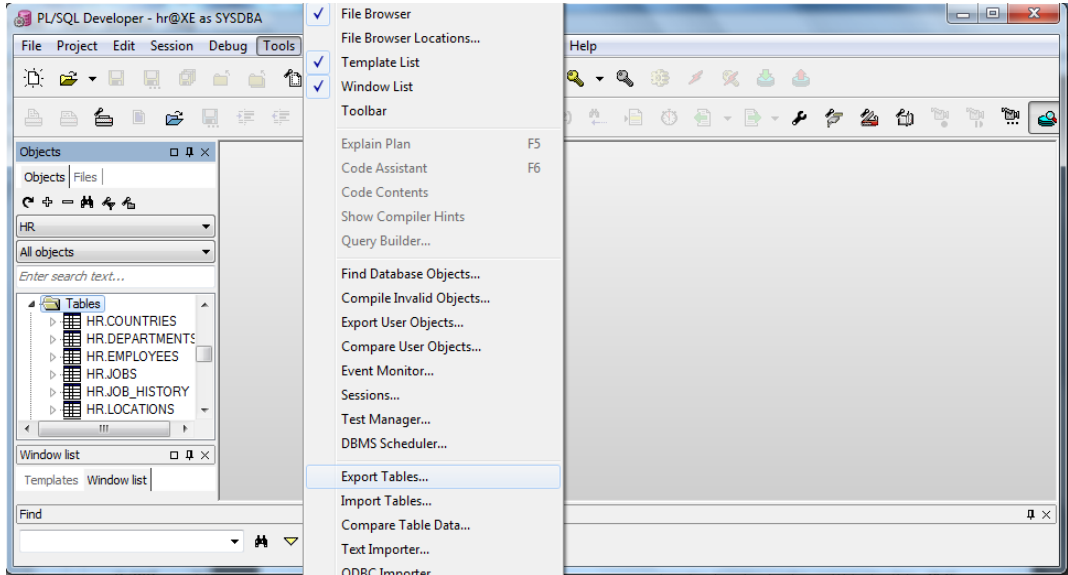 PL/SQL Developer - hr@XE as SYSDBA
File Project Edit Session Debug Tools Help
File Browser
File Browser Locations...
Template List
Window List
Toolbar
Explain Plan F5
Code Assistant F6
Code Contents
Show Compiler Hints
Query Builder...
Find Database Objects...
Compile Invalid Objects...
Export User Objects...
Compare User Objects...
Event Monitor...
Sessions...
Test Manager...
DBMS Scheduler...
Export Tables...
Import Tables...
Compare Table Data...
Text Importer...
ODBC Importer
Objects
Objects Files
HR
All objects
Enter search text...
Tables
HR.COUNTRIES
HR.DEPARTMENTS
HR.EMPLOYEES
HR.JOBS
HR.JOB_HISTORY
HR.LOCATIONS
Window list
Templates Window list
Find